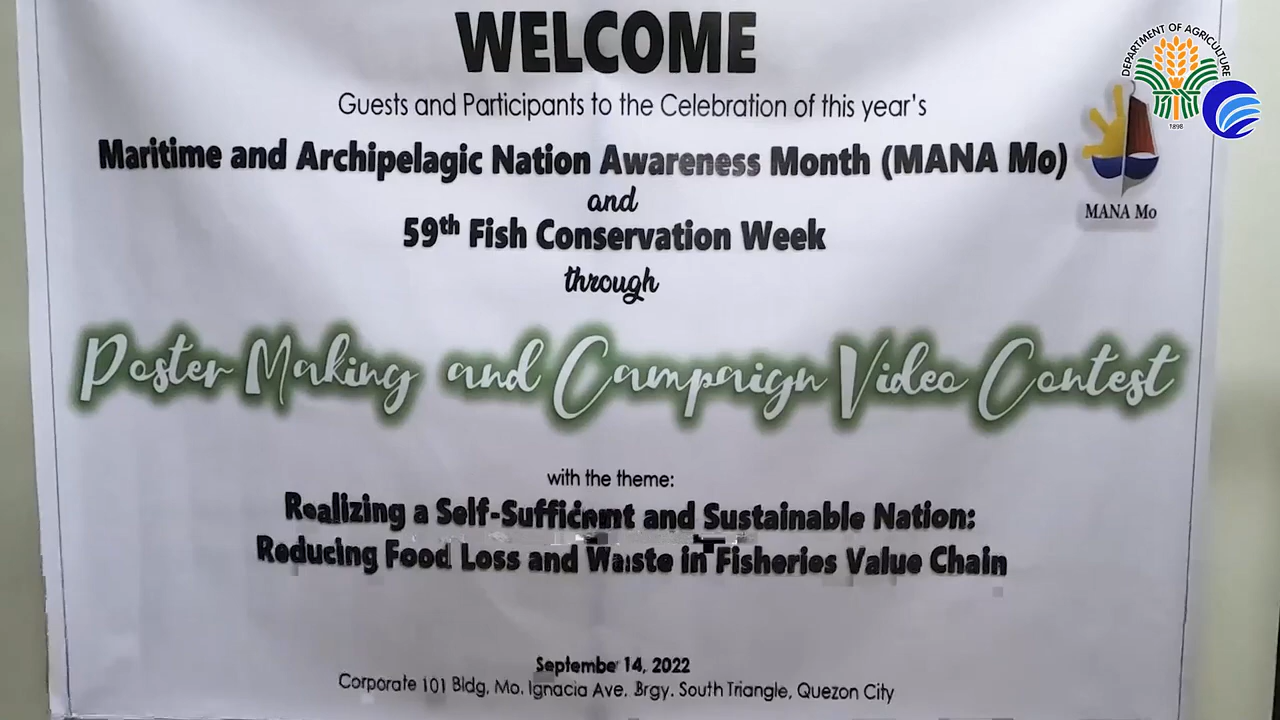 WELCOME
Guests and Participants to the Celebration of this year's
Maritime and Archipelagic Nation Awareness Month (MANA Mo)
and
59th Fish Conservation Week
through
Poster Making and Campaign Video Contest
with the theme:
Realizing a Self-Sufficient and Sustainable Nation:
Reducing Food Loss and Waste in Fisheries Value Chain
September 14, 2022
Corporate 101 Bldg, Mo. Ignacia Ave. Brgy. South Triangle, Quezon City
DEPARTMENT OF AGRICULTURE
1898
MANA Mo